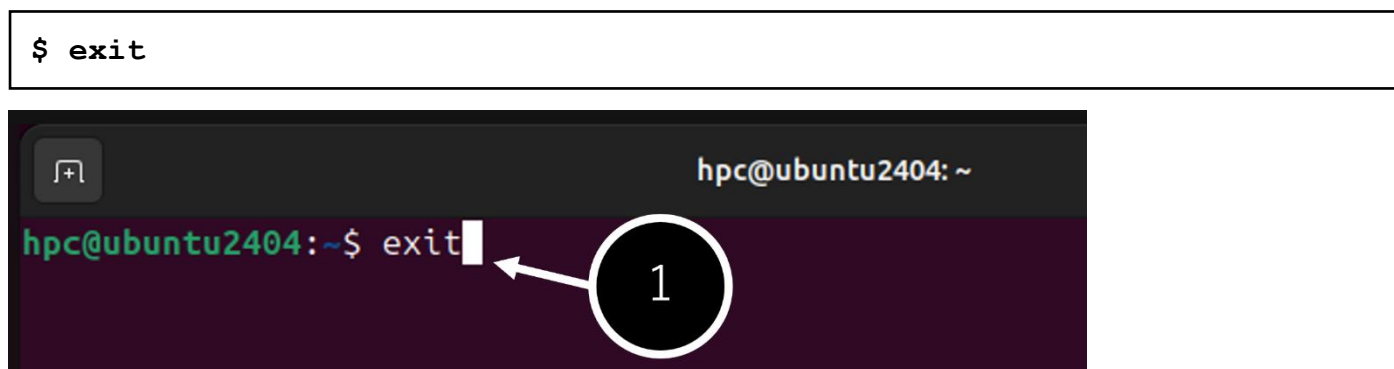 $ exit
hpc@ubuntu2404: ~
hpc@ubuntu2404:~$ exit
1